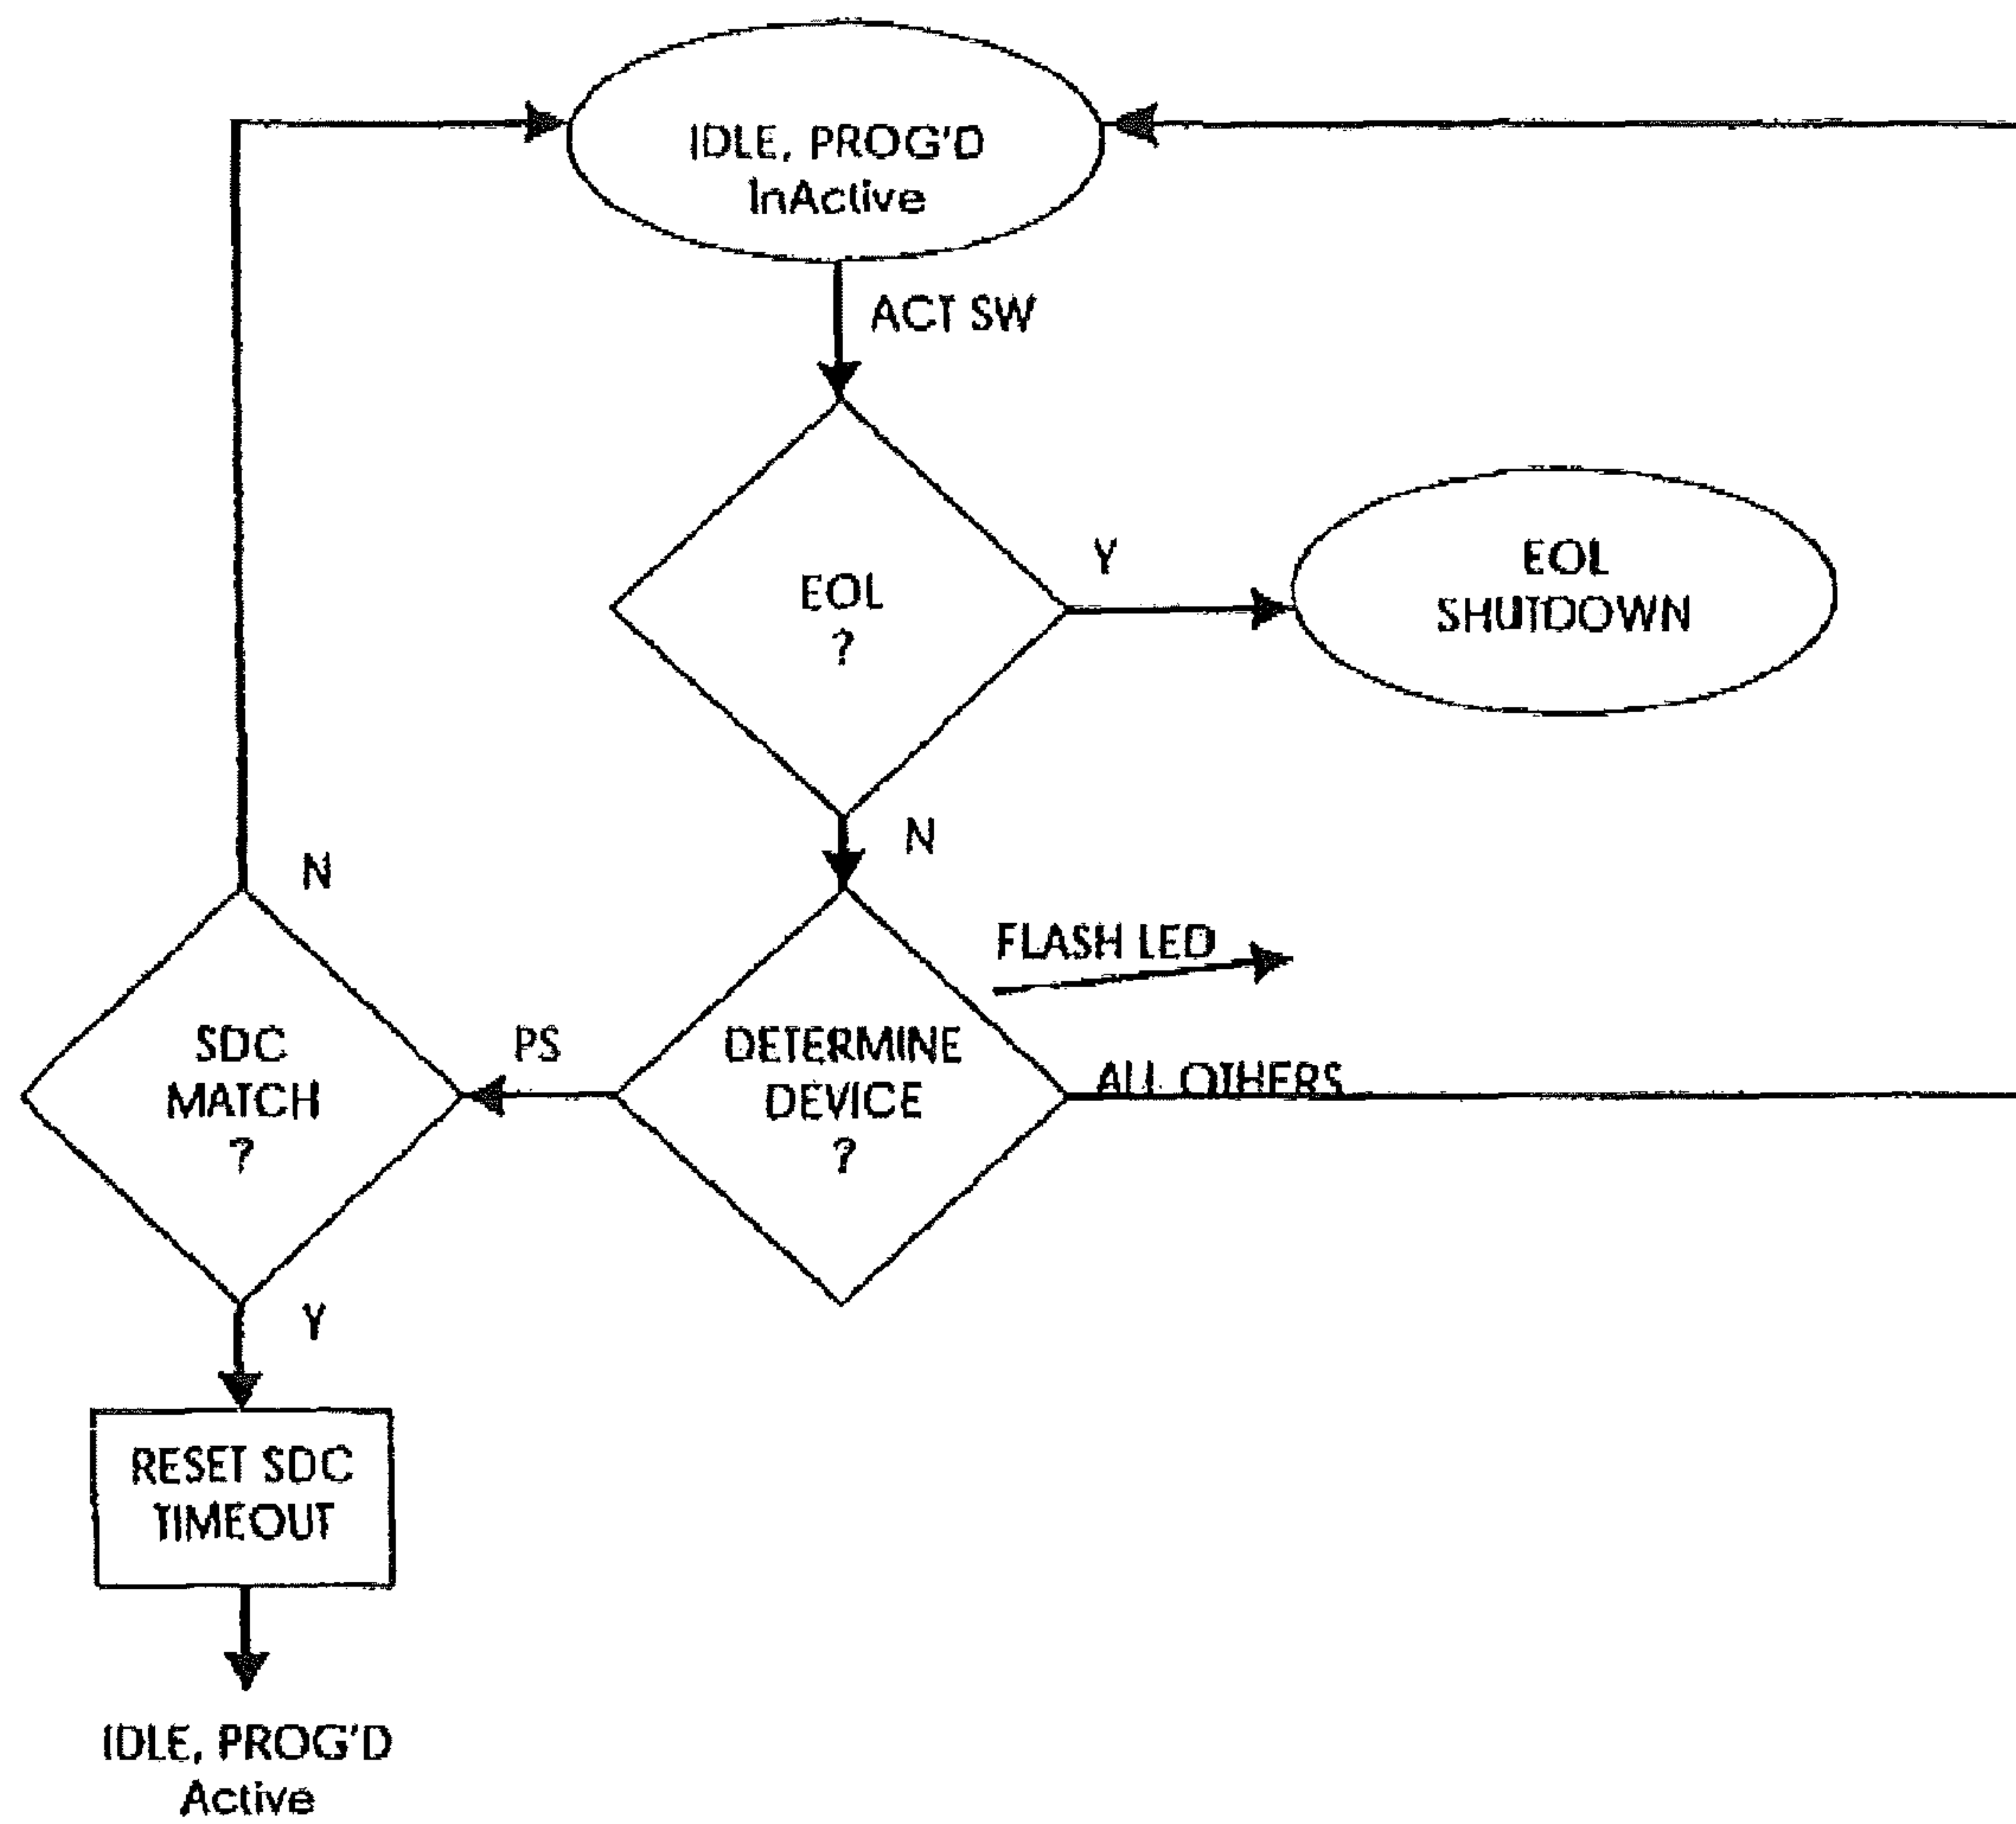 IDLE, PROG'D
InActive
ACT SW
EOL
?
Y
EOL
SHUTDOWN
N
N
FLASH LED
SDC
MATCH
?
PS
DETERMINE
DEVICE
?
ALL OTHERS
Y
RESET SDC
TIMEOUT
IDLE, PROG'D
Active